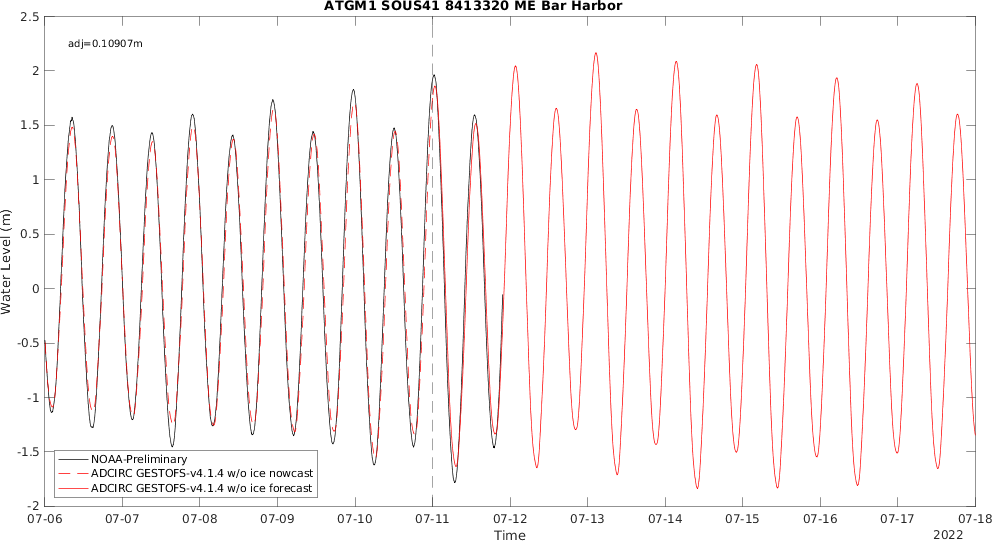 ATGM1 SOUS41 8413320 ME Bar Harbor
adj=0.10907m
2.5
2
1.5
1
0.5
0
-0.5
-1
-1.5
-2
Water Level (m)
NOAA-Preliminary
ADCIRC GESTOFS-v4.1.4 w/o ice nowcast
ADCIRC GESTOFS-v4.1.4 w/o ice forecast
07-06 07-07 07-08 07-09 07-10 07-11 07-12 07-13 07-14 07-15 07-16 07-17 07-18
Time
2022